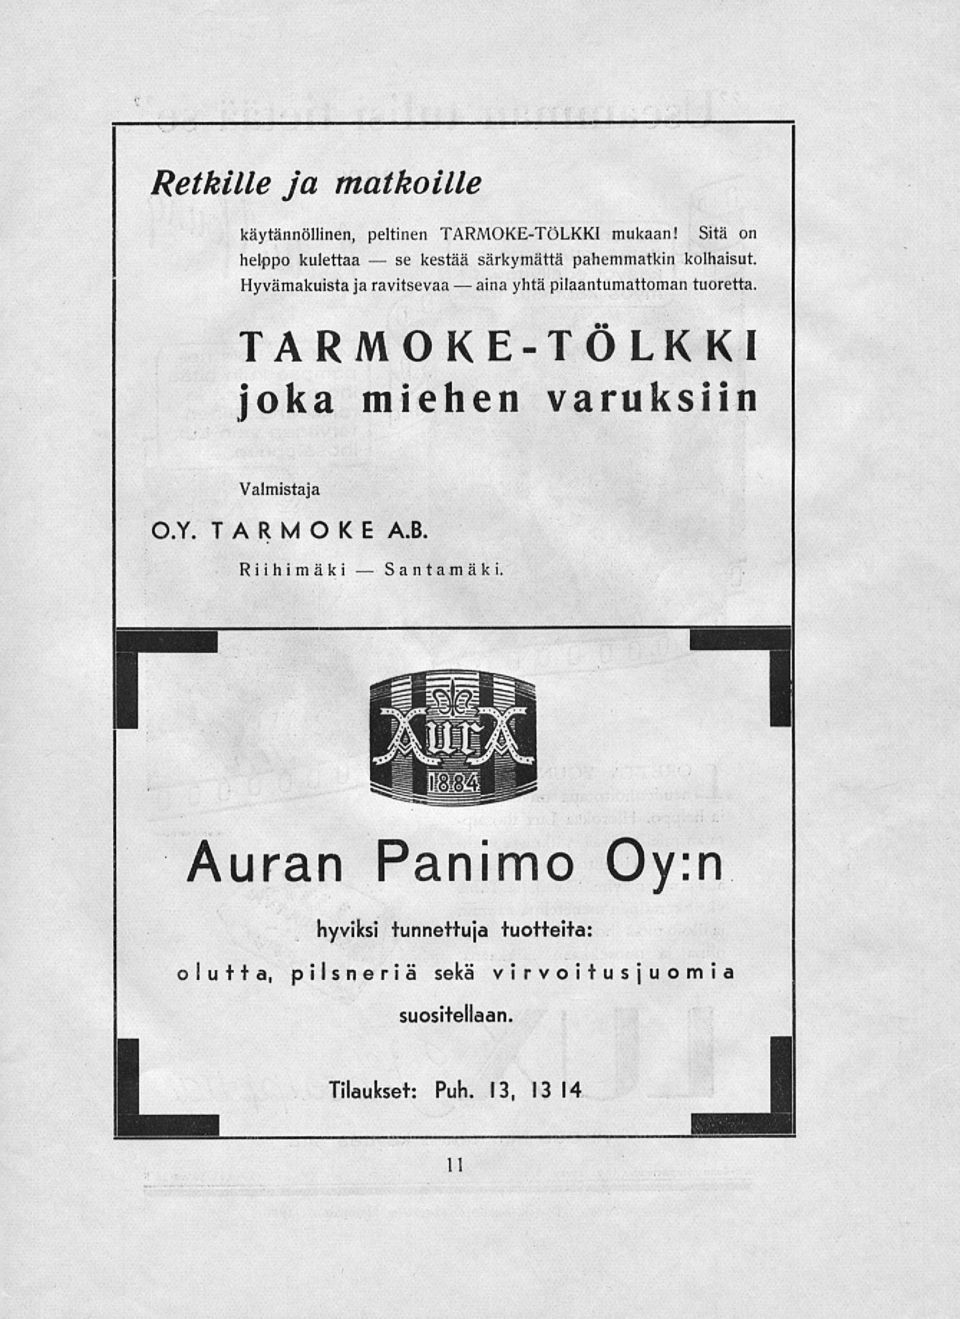 Retkille ja matkoille
käytännöllinen, peltinen TARMOKE-TÖLKKI mukaan! Sitä on
helppo kulettaa — se kestää särkymättä pahemmatkin kolhaisut.
Hyvämakuista ja ravitsevaa — aina yhtä pilaantumattoman tuoretta.
TARMOKE-TÖLKKI
joka miehen varuksiin
Valmistaja
O.Y. TARMOKE A.B.
Riihimäki — Santamäki.
AurA
1884
Auran Panimo Oy:n
hyviksi tunnettuja tuotteita:
olutta, pilsneriä sekä virvoitusjuomia
suositellaan.
Tilaukset: Puh. 13, 13 14
11